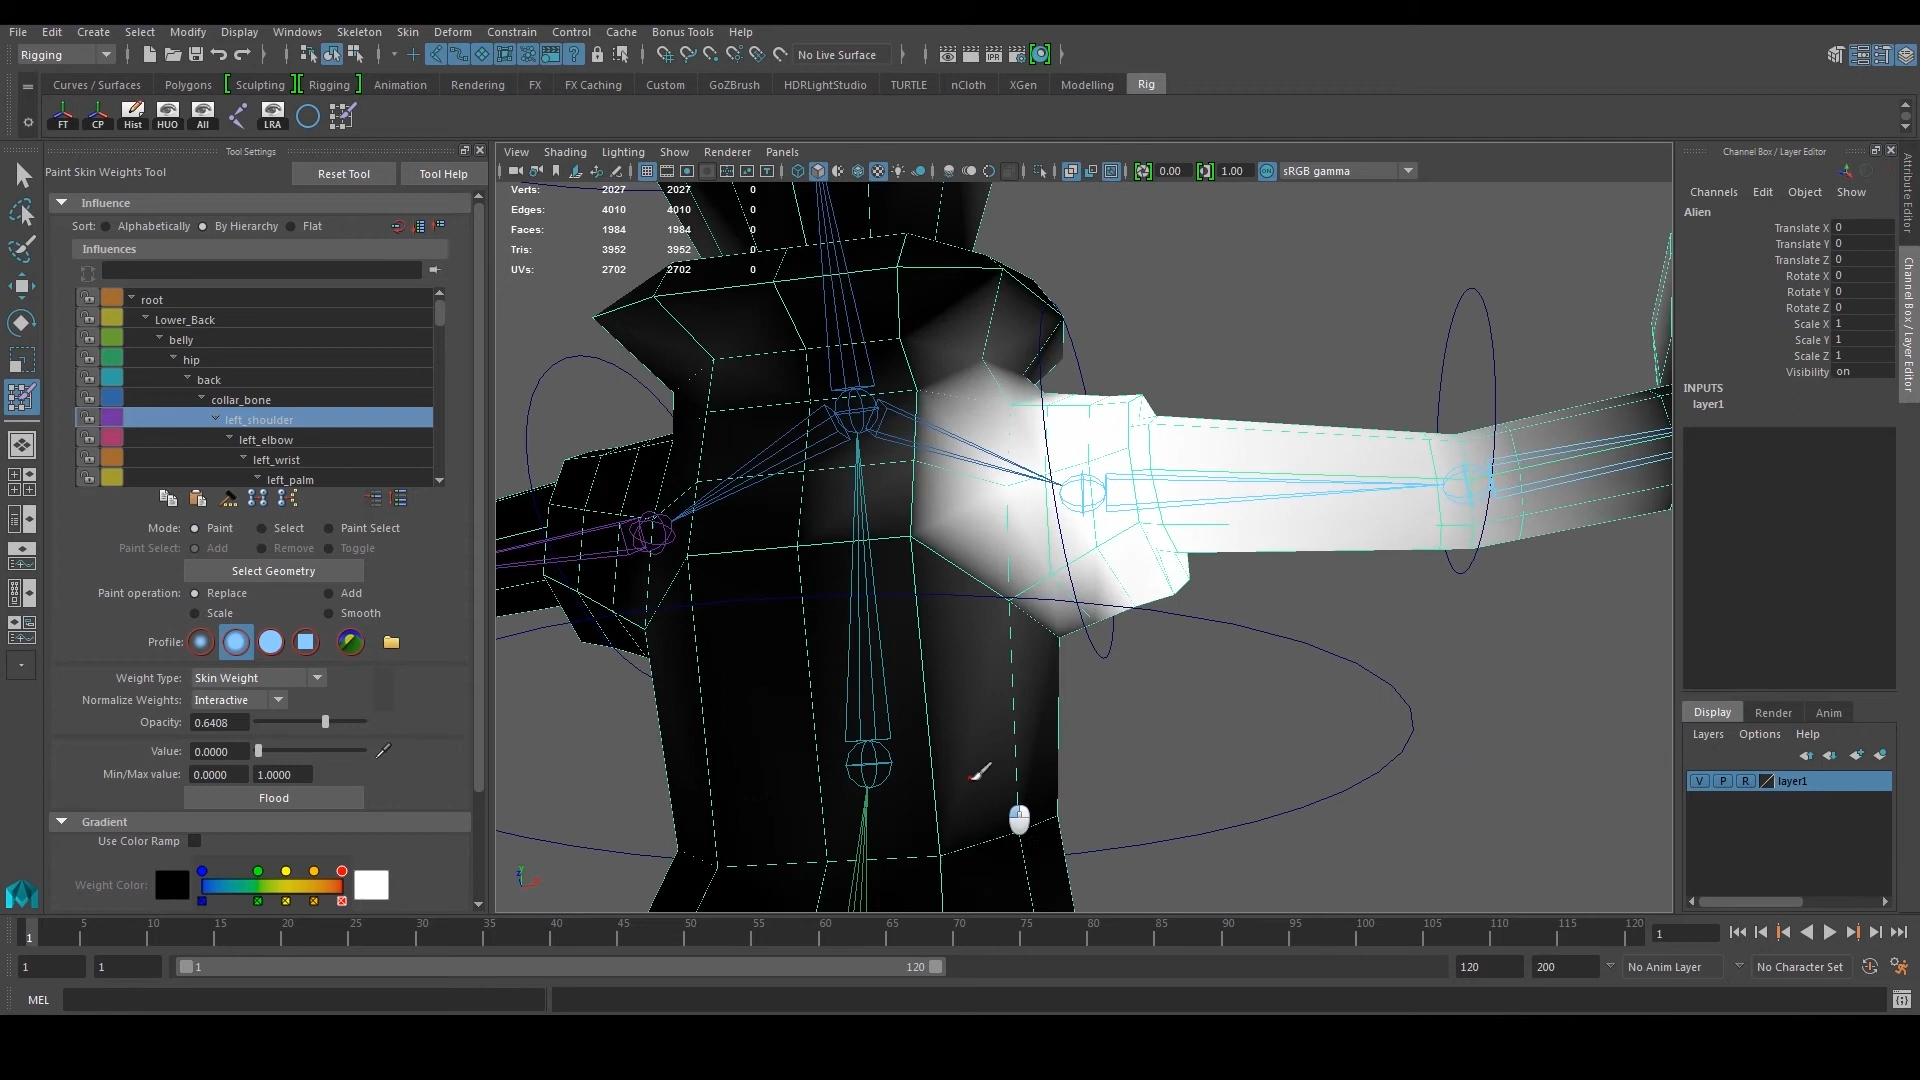 File Edit Create Select Modify Display Windows Skeleton Skin Deform Constrain Control Cache Bonus Tools Help
Rigging No Live Surface
Curves / Surfaces Polygons Sculpting Rigging Animation Rendering FX FX Caching Custom GoZBrush HDRLightStudio TURTLE nCloth XGen Modelling Rig
FT CP Hist HUO All LRA
Tool Settings
Paint Skin Weights Tool Reset Tool Tool Help
Influence
Sort: Alphabetically By Hierarchy Flat
Influences
root
Lower_Back
belly
hip
back
collar_bone
left_shoulder
left_elbow
left_wrist
left_palm
Mode: Paint Select Paint Select
Paint Select: Add Remove Toggle
Select Geometry
Paint operation: Replace Add
Scale Smooth
Profile:
Weight Type: Skin Weight
Normalize Weights: Interactive
Opacity: 0.6408
Value: 0.0000
Min/Max value: 0.0000 1.0000
Flood
Gradient
Use Color Ramp
Weight Color:
View Shading Lighting Show Renderer Panels
0.00 1.00 sRGB gamma
Verts: 2027 2027 0
Edges: 4010 4010 0
Faces: 1984 1984 0
Tris: 3952 3952 0
UVs: 2702 2702 0
Channel Box / Layer Editor
Channels Edit Object Show
Alien
Translate X 0
Translate Y 0
Translate Z 0
Rotate X 0
Rotate Y 0
Rotate Z 0
Scale X 1
Scale Y 1
Scale Z 1
Visibility on
INPUTS
layer1
Attribute Editor
Channel Box / Layer Editor
Display Render Anim
Layers Options Help
V P R layer1
1 5 10 15 20 25 30 35 40 45 50 55 60 65 70 75 80 85 90 95 100 105 110 115 120 1
1 1 1 120 120 200 No Anim Layer No Character Set
MEL